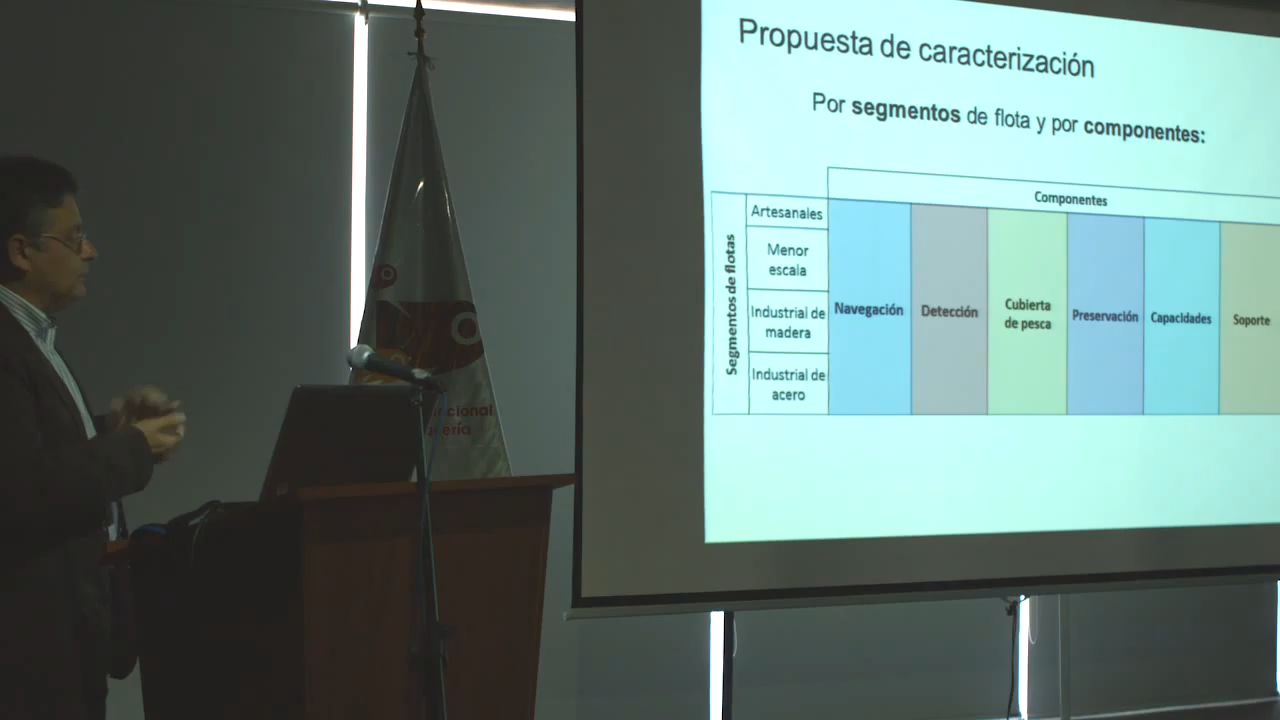 Propuesta de caracterización
Por segmentos de flota y por componentes:
Componentes
Segmentos de flotas
Artesanales
Menor
escala
Industrial de
madera
Industrial de
acero
Navegación
Detección
Cubierta
de pesca
Preservación
Capacidades
Soporte